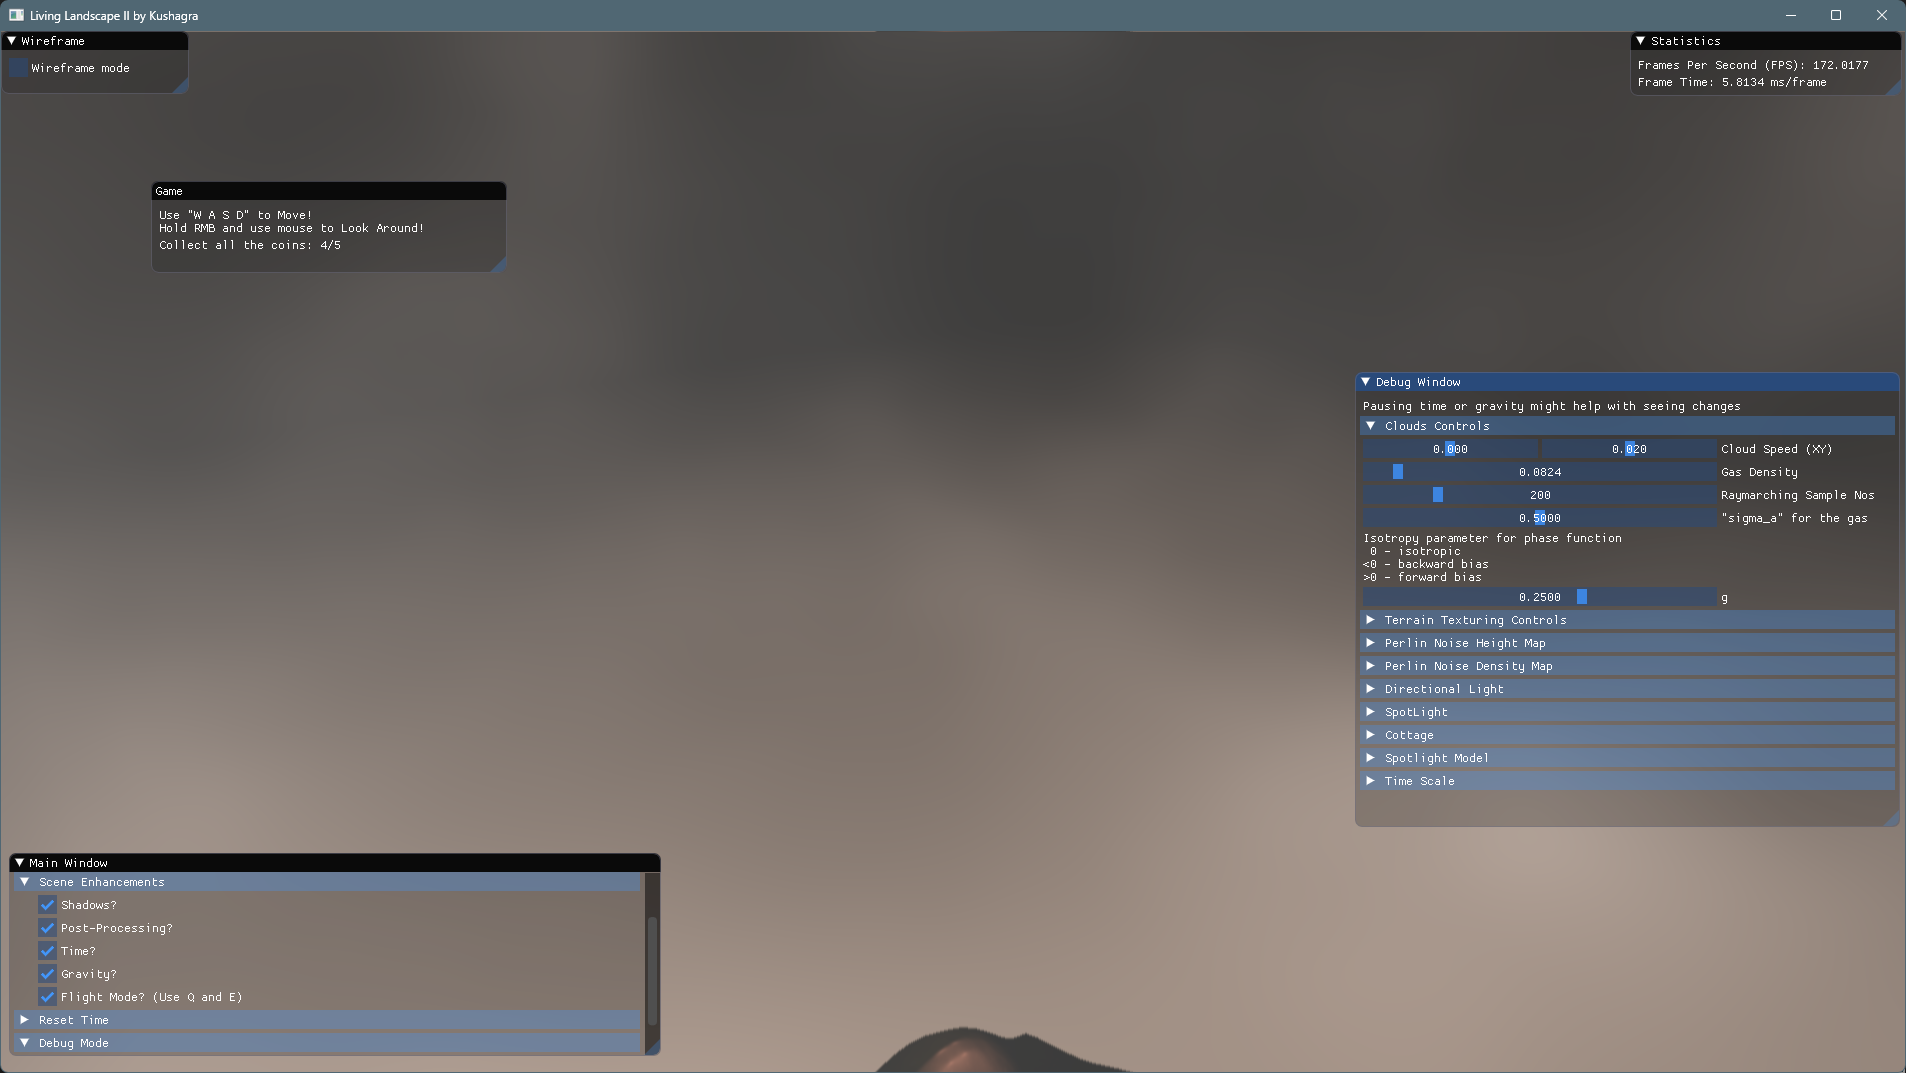 Living Landscape II by Kushagra
Wireframe
Wireframe mode
Statistics
Frames Per Second (FPS): 172.0177
Frame Time: 5.8134 ms/frame
Game
Use "W A S D" to Move!
Hold RMB and use mouse to Look Around!
Collect all the coins: 4/5
Debug Window
Pausing time or gravity might help with seeing changes
Clouds Controls
0.000 0.020 Cloud Speed (XY)
0.0824 Gas Density
200 Raymarching Sample Nos
0.5000 "sigma_a" for the gas
Isotropy parameter for phase function
0 - isotropic
<0 - backward bias
>0 - forward bias
0.2500 g
Terrain Texturing Controls
Perlin Noise Height Map
Perlin Noise Density Map
Directional Light
SpotLight
Cottage
Spotlight Model
Time Scale
Main Window
Scene Enhancements
Shadows?
Post-Processing?
Time?
Gravity?
Flight Mode? (Use Q and E)
Reset Time
Debug Mode